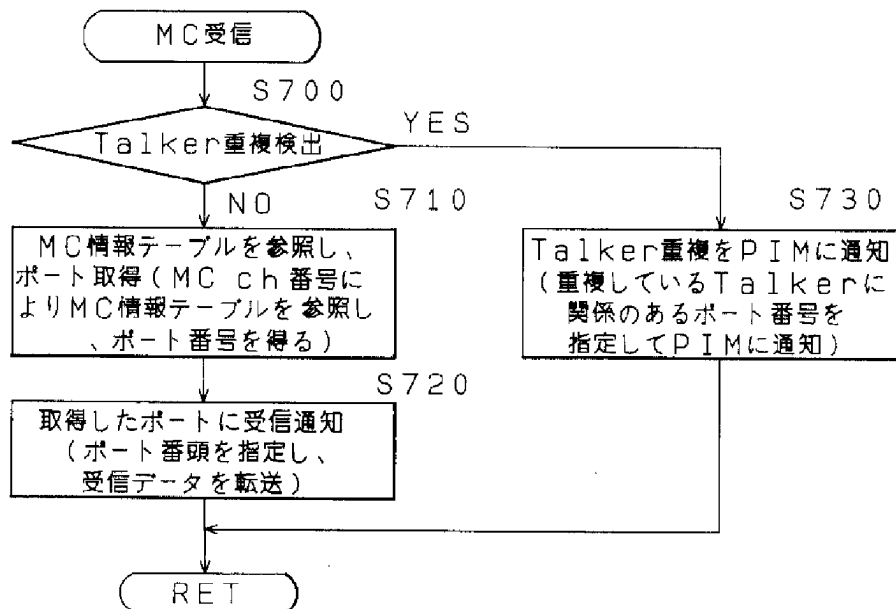 MC受信
S700
Talker重複検出
YES
NO
S710
MC情報テーブルを参照し、
ポート取得(MC ch番号に
よりMC情報テーブルを参照し
、ポート番号を得る)
S730
Talker重複をPIMに通知
(重複しているTalkerに
関係のあるポート番号を
指定してPIMに通知)
S720
取得したポートに受信通知
(ポート番頭を指定し、
受信データを転送)
RET